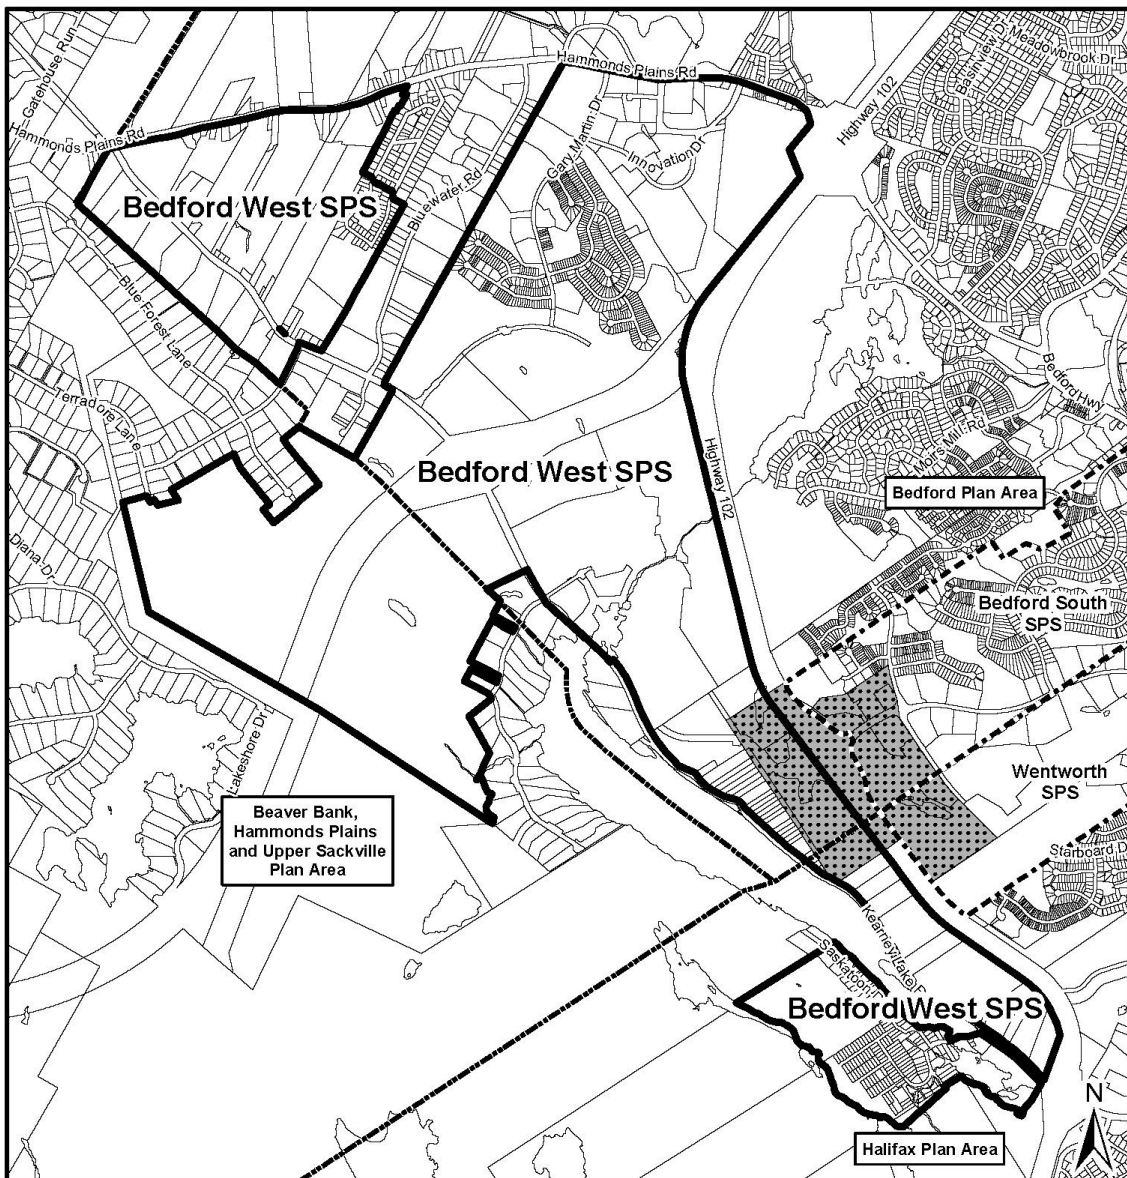 Gatehouse Run
Hammonds Plains Rd
Hammonds Plains Rd
Highway 102
Basinview Dr
Meadowbrook Dr
Gary Martin Dr
Innovation Dr
Bluewater Rd
Bedford West SPS
Blue Forest Lane
Terradore Lane
Bedford Hwy
Moirs Mill Rd
Highway 102
Bedford West SPS
Bedford Plan Area
Diana Dr
Bedford South
SPS
Lakeshore Dr
Wentworth
SPS
Beaver Bank,
Hammonds Plains
and Upper Sackville
Plan Area
Starboard D
Kearney Lake
Saskatoon
Bedford West SPS
N
Halifax Plan Area